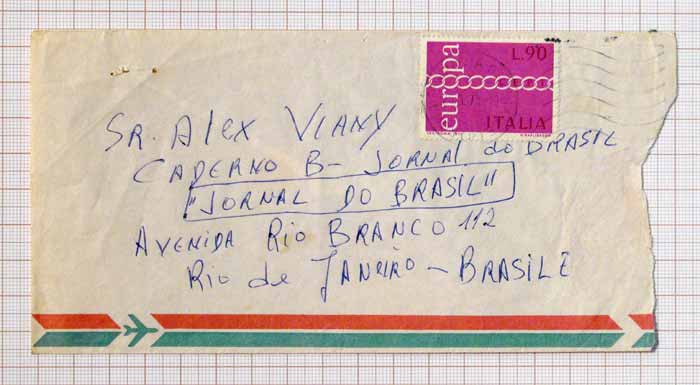 europa
L.90
ITALIA
SR. Alex VIANY
CADERNO B - JORNAL do BRASIL
"JORNAL DO BRASIL"
AVENIDA RIO BRANCO 112
RIO de JANEIRO - BRASILE